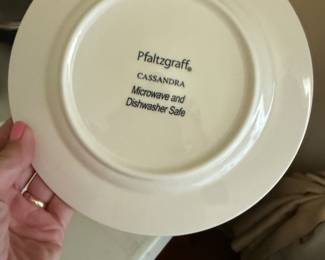 Pfaltzgraff®
CASSANDRA
Microwave and
Dishwasher Safe